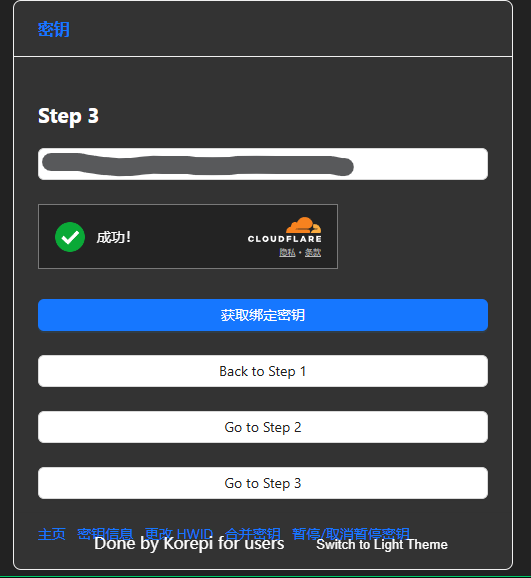 密钥
Step 3
成功！
CLOUDFLARE
隐私 • 条款
获取绑定密钥
Back to Step 1
Go to Step 2
Go to Step 3
主页 密钥信息 更改 HWID 合并密钥 暂停/取消暂停密钥
Done by Korepi for users Switch to Light Theme